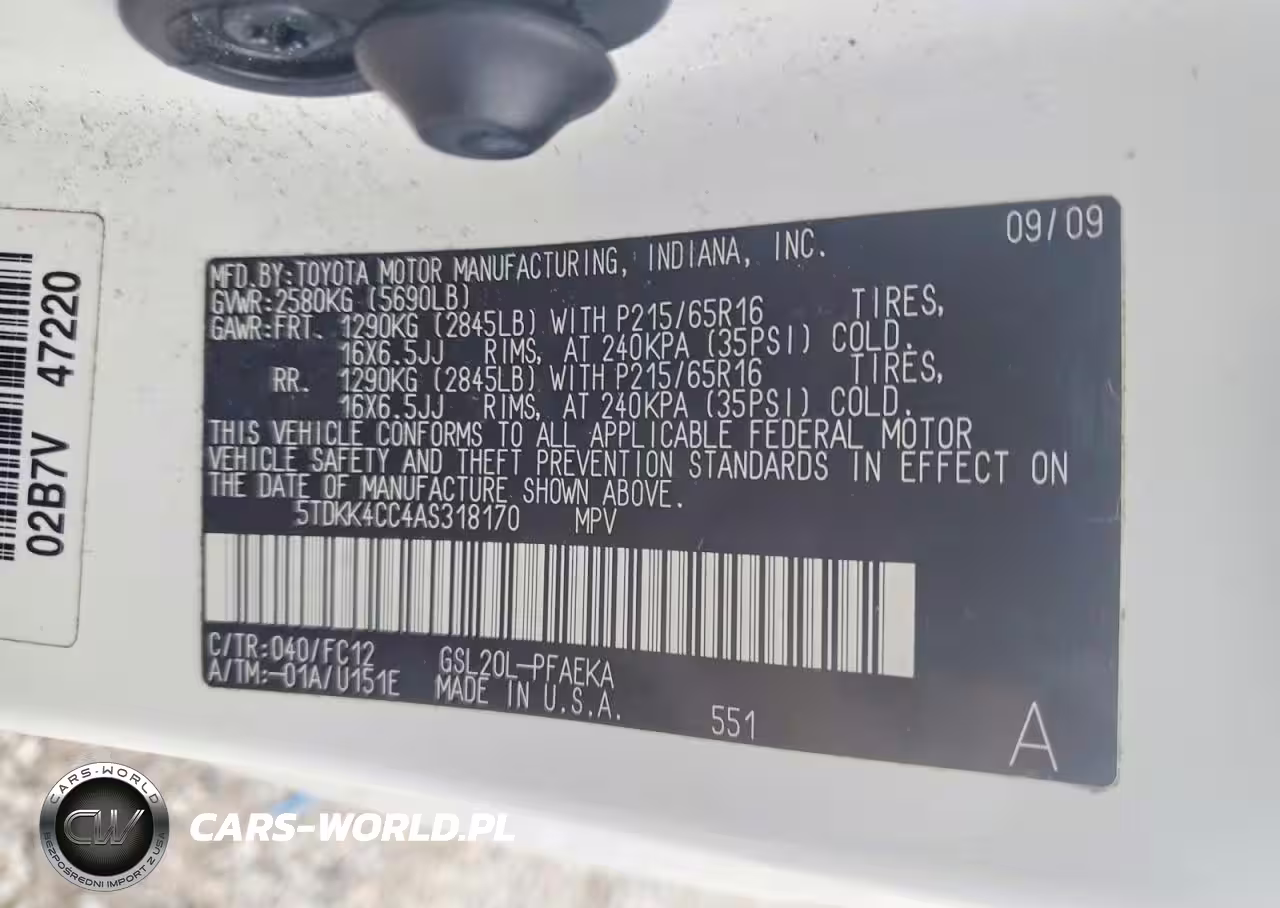 09/09
MFD.BY:TOYOTA MOTOR MANUFACTURING, INDIANA, INC.
GVWR:2580KG (5690LB)
GAWR:FRT. 1290KG (2845LB) WITH P215/65R16 TIRES,
16X6.5JJ RIMS, AT 240KPA (35PSI) COLD.
RR. 1290KG (2845LB) WITH P215/65R16 TIRES,
16X6.5JJ RIMS, AT 240KPA (35PSI) COLD.
THIS VEHICLE CONFORMS TO ALL APPLICABLE FEDERAL MOTOR
VEHICLE SAFETY AND THEFT PREVENTION STANDARDS IN EFFECT ON
THE DATE OF MANUFACTURE SHOWN ABOVE.
5TDKK4CC4AS318170 MPV
C/TR:040/FC12 GSL20L-PFAEKA
A/TM:-01A/U151E MADE IN U.S.A.
551
A
02B7V 47220
CARS-WORLD
CW
BEZPOŚREDNI IMPORT Z USA
CARS-WORLD.PL